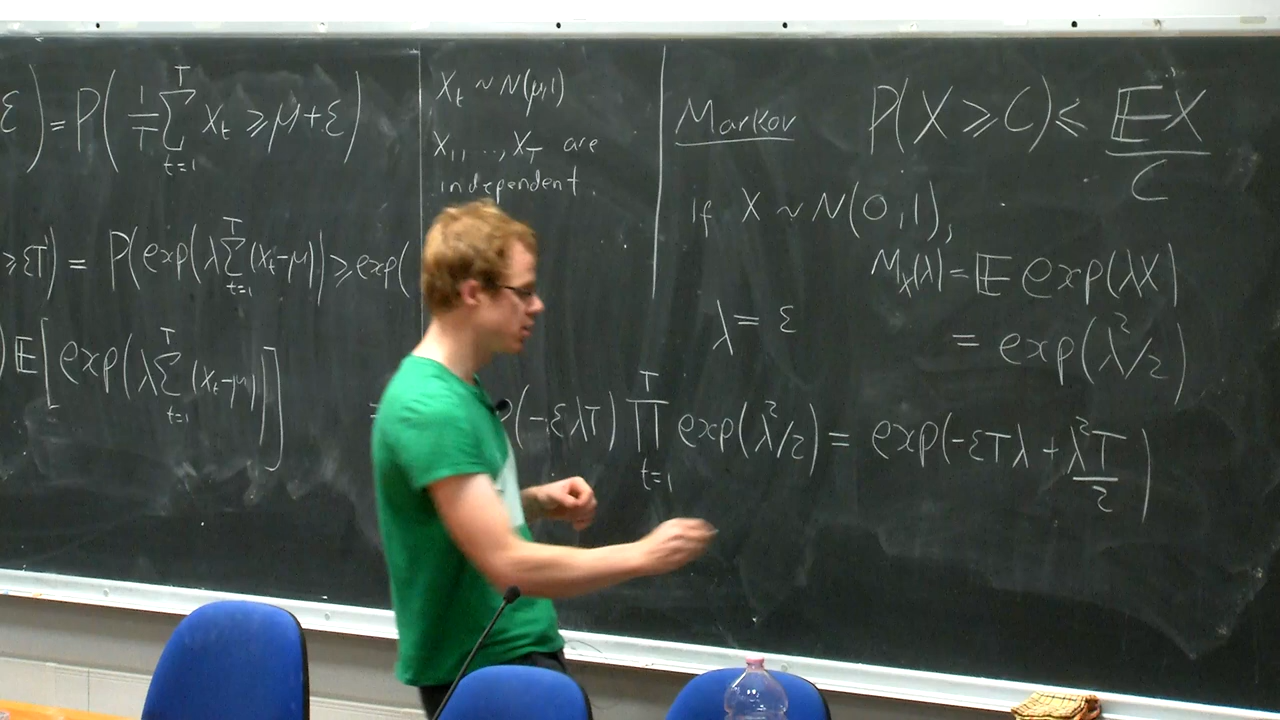 ε) = P( 1/T ∑_{t=1}^{T} X_t ⩾ μ+ε )
⩾ εT) = P(exp(λ∑_{t=1}^{T}(X_t-μ)) ⩾ exp(
) 𝔼[exp(λ∑_{t=1}^{T}(X_t-μ))]
X_t ~ N(μ,1)
X_1, .., X_T are
independent.
Markov P(X ⩾ C) ⩽ 𝔼X/C
If X ~ N(0,1),
M_X(λ) = 𝔼 exp(λX)
λ = ε
= exp(λ²/2)
= (-ελT) ∏_{t=1}^{T} exp(λ²/2) = exp(-εTλ + λ²T/2)